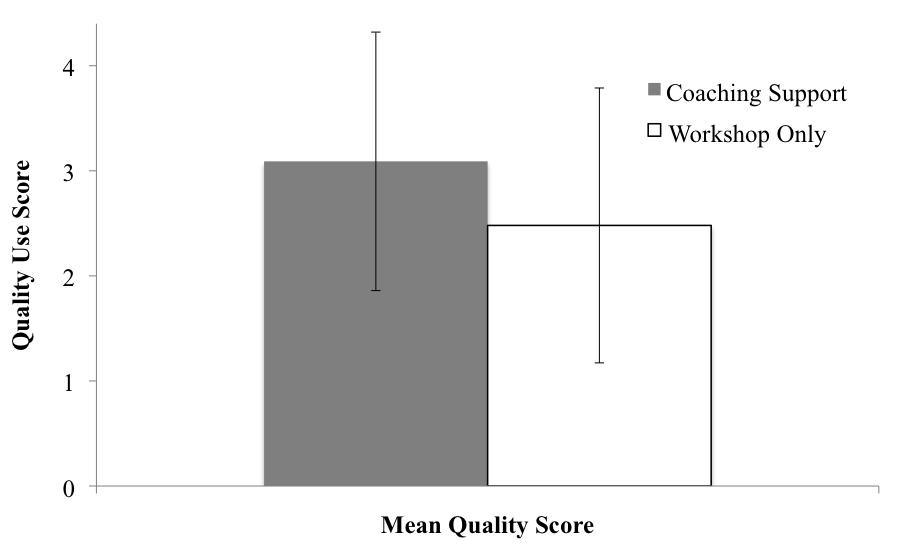 4
3
2
1
0
Quality Use Score
Coaching Support
Workshop Only
Mean Quality Score